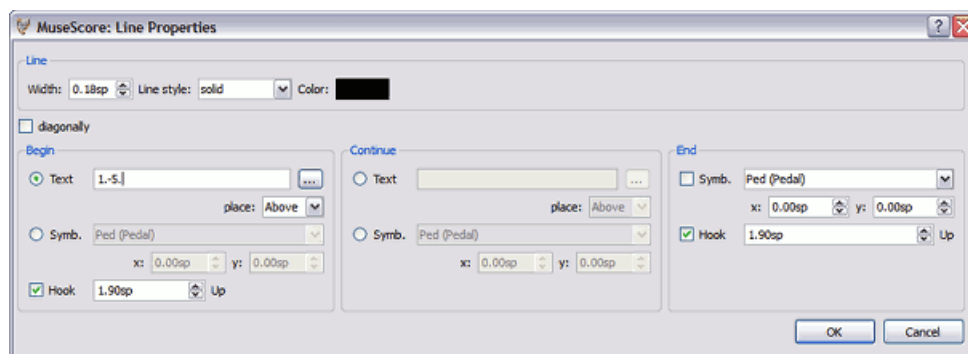 MuseScore: Line Properties
Line
Width: 0.18sp Line style: solid Color:
diagonally
Begin
Text 1.-5. ...
place: Above
Symb. Ped (Pedal)
x: 0.00sp y: 0.00sp
Hook 1.90sp Up
Continue
Text ...
place: Above
Symb. Ped (Pedal)
x: 0.00sp y: 0.00sp
End
Symb. Ped (Pedal)
x: 0.00sp y: 0.00sp
Hook 1.90sp Up
OK Cancel